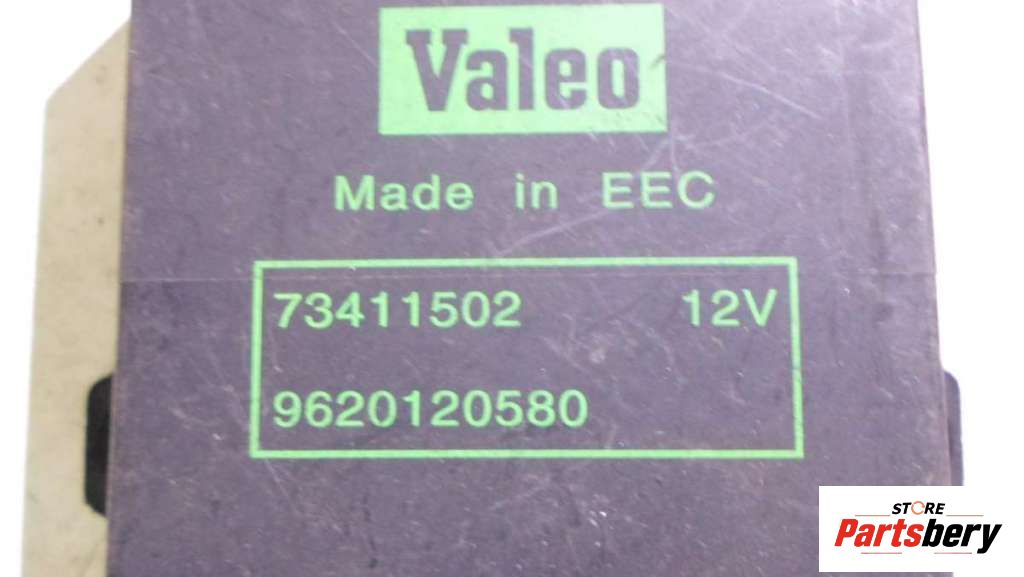 Valeo
Made in EEC
73411502 12V
9620120580
STORE
Partsbery